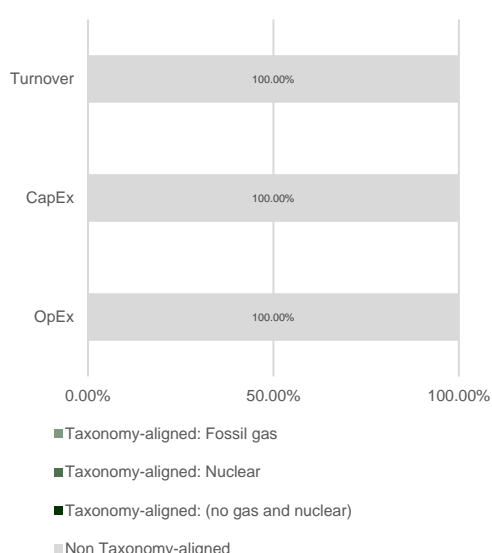 Turnover
100.00%
CapEx
100.00%
OpEx
100.00%
0.00% 50.00% 100.00%
Taxonomy-aligned: Fossil gas
Taxonomy-aligned: Nuclear
Taxonomy-aligned: (no gas and nuclear)
Non Taxonomy-aligned